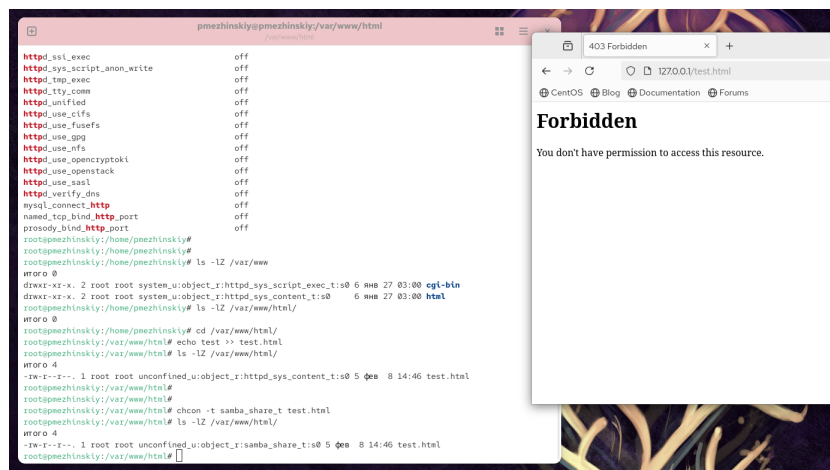 pmezhinskiy@pmezhinskiy:/var/www/html
/var/www/html
httpd_ssi_exec off
httpd_sys_script_anon_write off
httpd_tmp_exec off
httpd_tty_comm off
httpd_unified off
httpd_use_cifs off
httpd_use_fusefs off
httpd_use_gpg off
httpd_use_nfs off
httpd_use_opencryptoki off
httpd_use_openstack off
httpd_use_sasl off
httpd_verify_dns off
mysql_connect_http off
named_tcp_bind_http_port off
prosody_bind_http_port off
root@pmezhinskiy:/home/pmezhinskiy#
root@pmezhinskiy:/home/pmezhinskiy#
root@pmezhinskiy:/home/pmezhinskiy# ls -lZ /var/www
итого 0
drwxr-xr-x. 2 root root system_u:object_r:httpd_sys_script_exec_t:s0 6 янв 27 03:00 cgi-bin
drwxr-xr-x. 2 root root system_u:object_r:httpd_sys_content_t:s0 6 янв 27 03:00 html
root@pmezhinskiy:/home/pmezhinskiy# ls -lZ /var/www/html/
итого 0
root@pmezhinskiy:/home/pmezhinskiy# cd /var/www/html/
root@pmezhinskiy:/var/www/html# echo test >> test.html
root@pmezhinskiy:/var/www/html# ls -lZ /var/www/html/
итого 4
-rw-r--r--. 1 root root unconfined_u:object_r:httpd_sys_content_t:s0 5 фев 8 14:46 test.html
root@pmezhinskiy:/var/www/html#
root@pmezhinskiy:/var/www/html#
root@pmezhinskiy:/var/www/html# chcon -t samba_share_t test.html
root@pmezhinskiy:/var/www/html# ls -lZ /var/www/html/
итого 4
-rw-r--r--. 1 root root unconfined_u:object_r:samba_share_t:s0 5 фев 8 14:46 test.html
root@pmezhinskiy:/var/www/html#
403 Forbidden
127.0.0.1/test.html
CentOS Blog Documentation Forums
Forbidden
You don't have permission to access this resource.